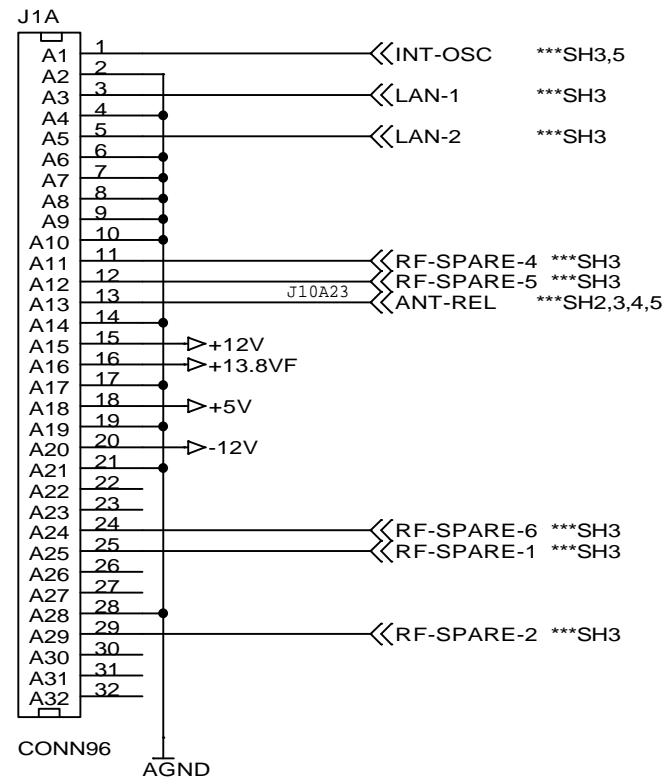 J1A
A1 1 INT-OSC ***SH3,5
A2 2
A3 3 LAN-1 ***SH3
A4 4
A5 5 LAN-2 ***SH3
A6 6
A7 7
A8 8
A9 9
A10 10
A11 11 RF-SPARE-4 ***SH3
A12 12 RF-SPARE-5 ***SH3
A13 13 J10A23 ANT-REL ***SH2,3,4,5
A14 14
A15 15 +12V
A16 16 +13.8VF
A17 17
A18 18 +5V
A19 19
A20 20 -12V
A21 21
A22 22
A23 23
A24 24 RF-SPARE-6 ***SH3
A25 25 RF-SPARE-1 ***SH3
A26 26
A27 27
A28 28
A29 29 RF-SPARE-2 ***SH3
A30 30
A31 31
A32 32
CONN96
AGND